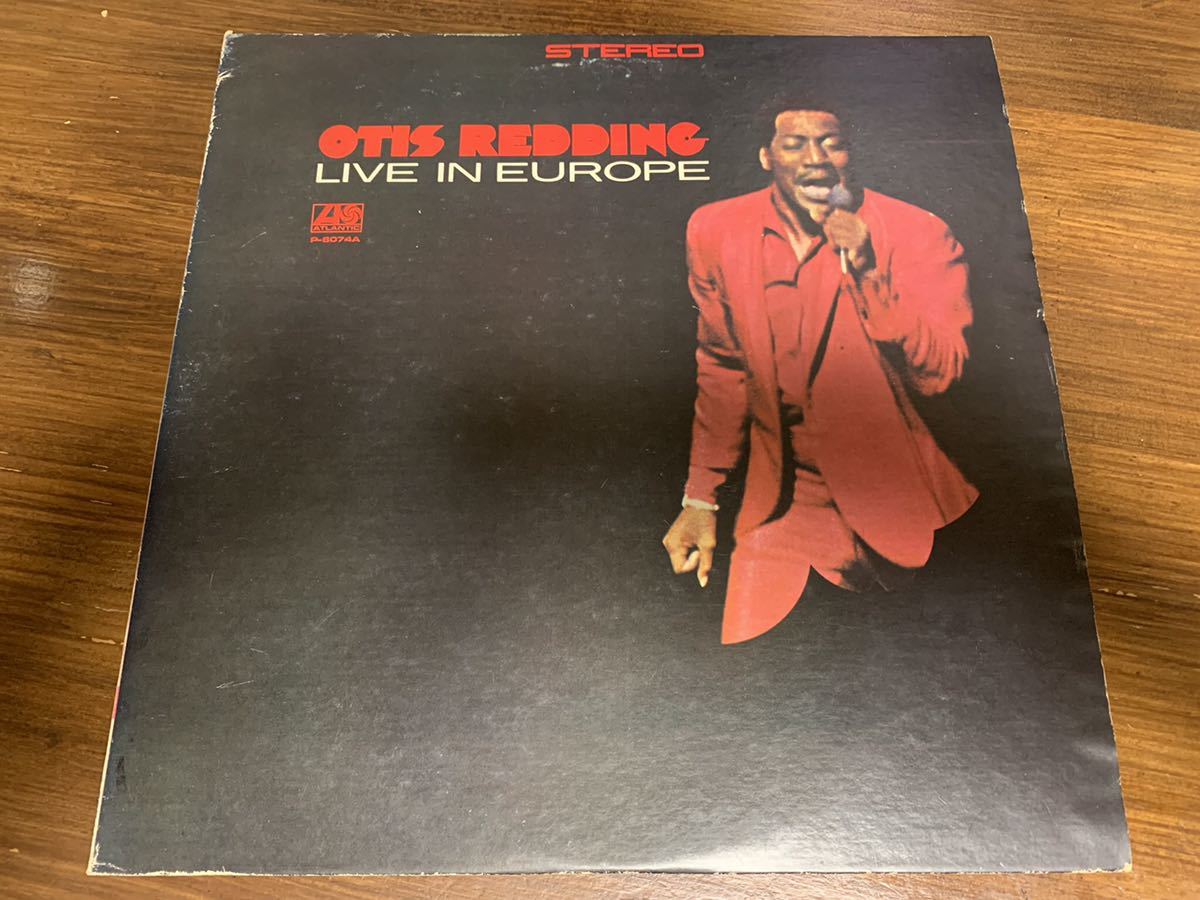 STEREO
OTIS REDDING
LIVE IN EUROPE
ATLANTIC
P-8074A